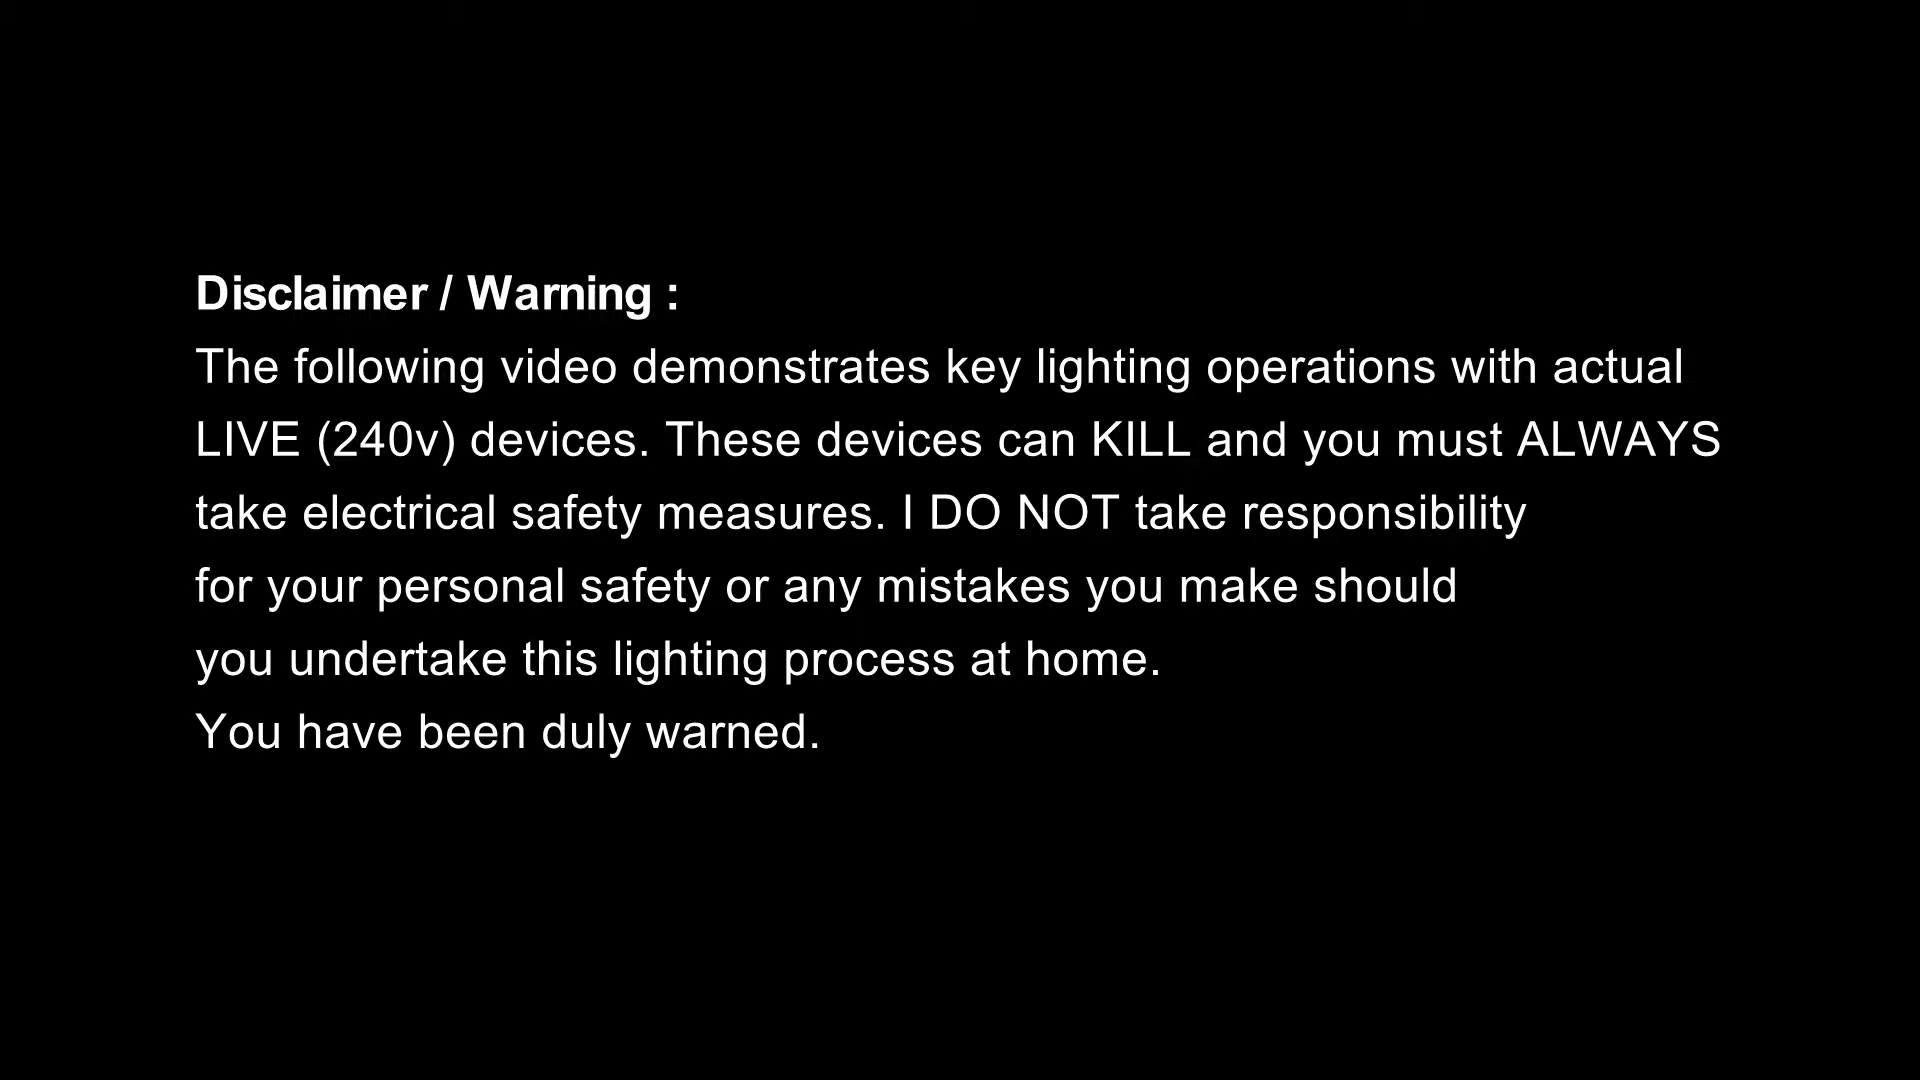 Disclaimer / Warning :
The following video demonstrates key lighting operations with actual
LIVE (240v) devices. These devices can KILL and you must ALWAYS
take electrical safety measures. I DO NOT take responsibility
for your personal safety or any mistakes you make should
you undertake this lighting process at home.
You have been duly warned.